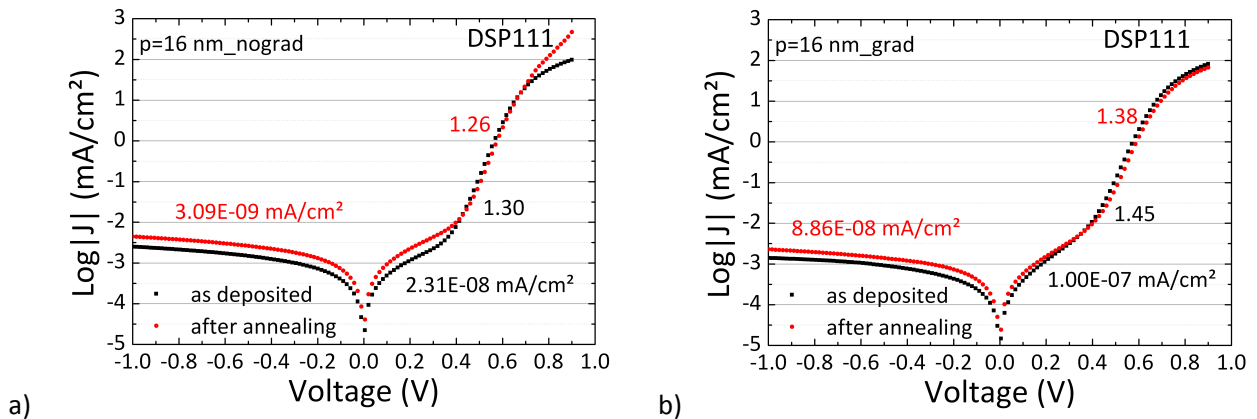 p=16 nm_nograd
DSP111
Log|J| (mA/cm²)
3
2
1
0
-1
-2
-3
-4
-5
1.26
1.30
3.09E-09 mA/cm²
2.31E-08 mA/cm²
as deposited
after annealing
-1.0 -0.8 -0.6 -0.4 -0.2 0.0 0.2 0.4 0.6 0.8 1.0
Voltage (V)
a)
p=16 nm_grad
DSP111
Log|J| (mA/cm²)
3
2
1
0
-1
-2
-3
-4
-5
1.38
1.45
8.86E-08 mA/cm²
1.00E-07 mA/cm²
as deposited
after annealing
-1.0 -0.8 -0.6 -0.4 -0.2 0.0 0.2 0.4 0.6 0.8 1.0
Voltage (V)
b)